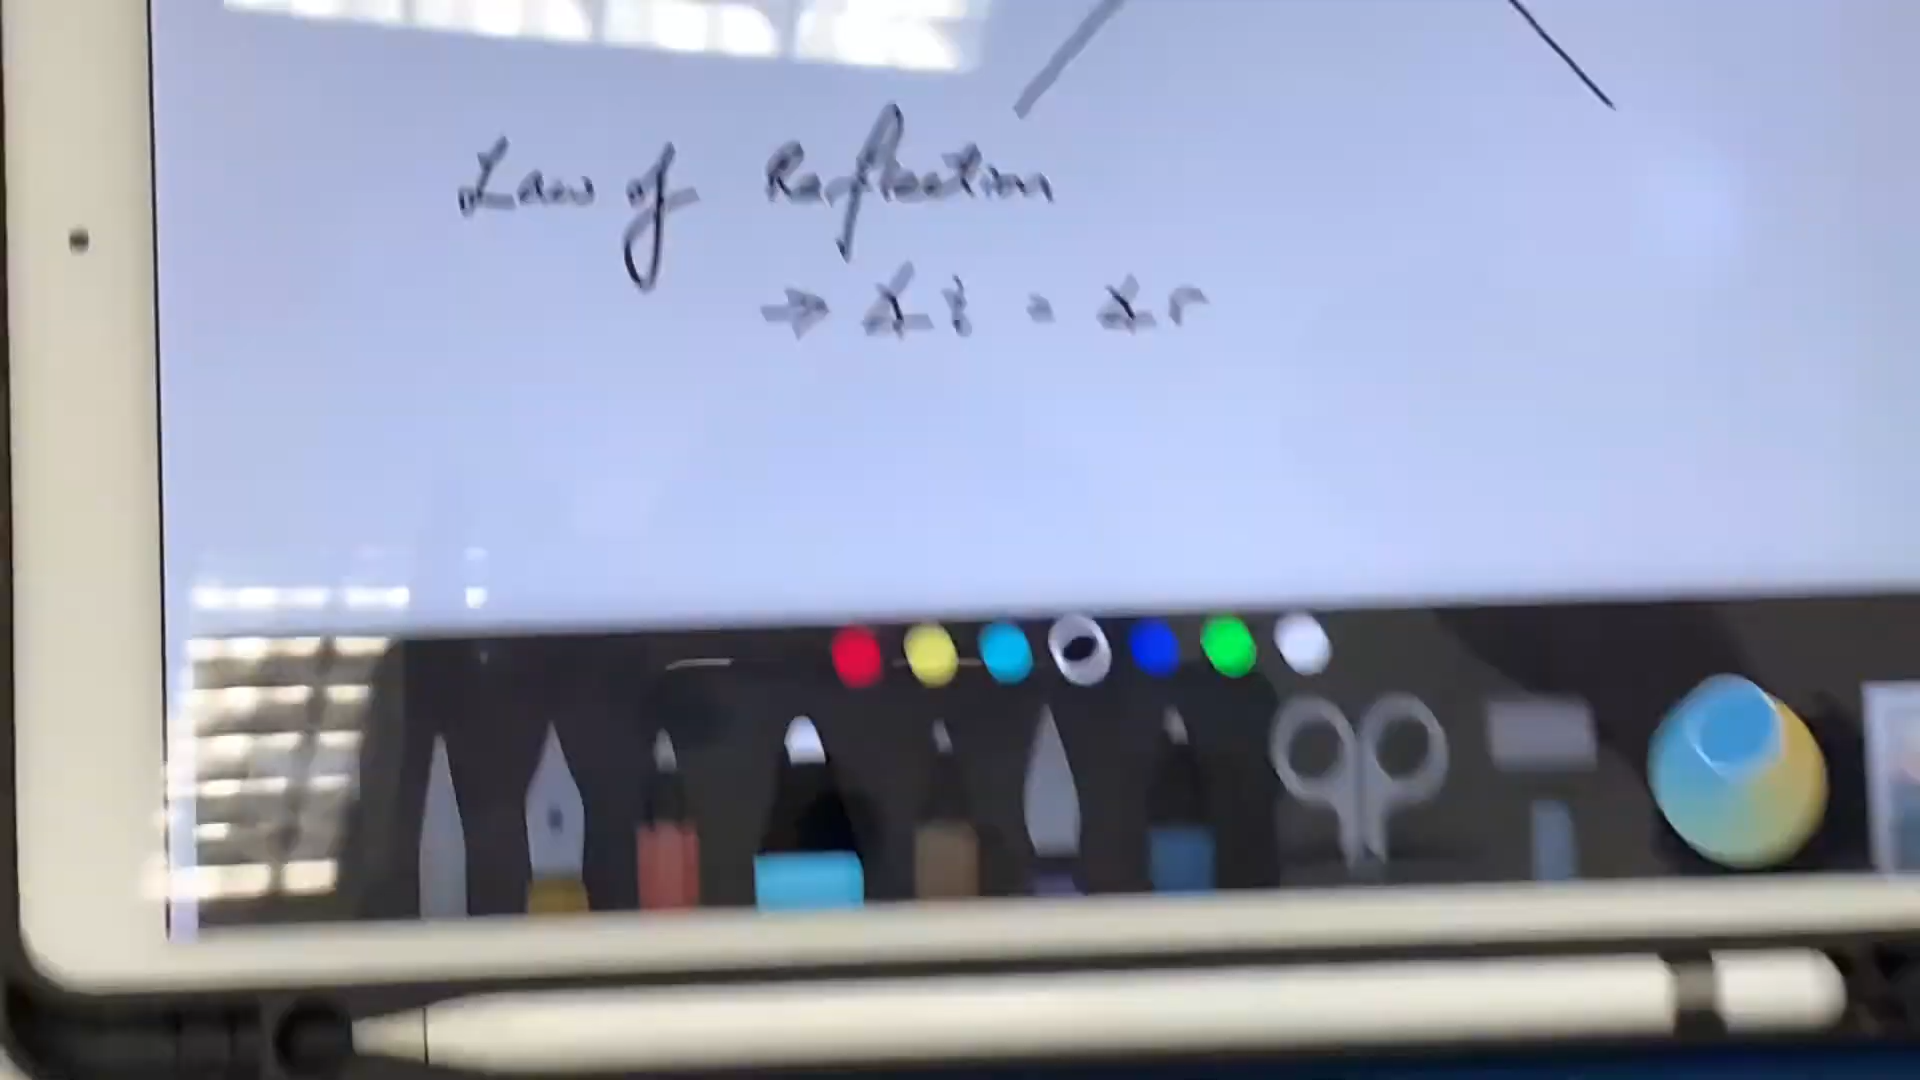 Law of Reflection
→ ∠i = ∠r